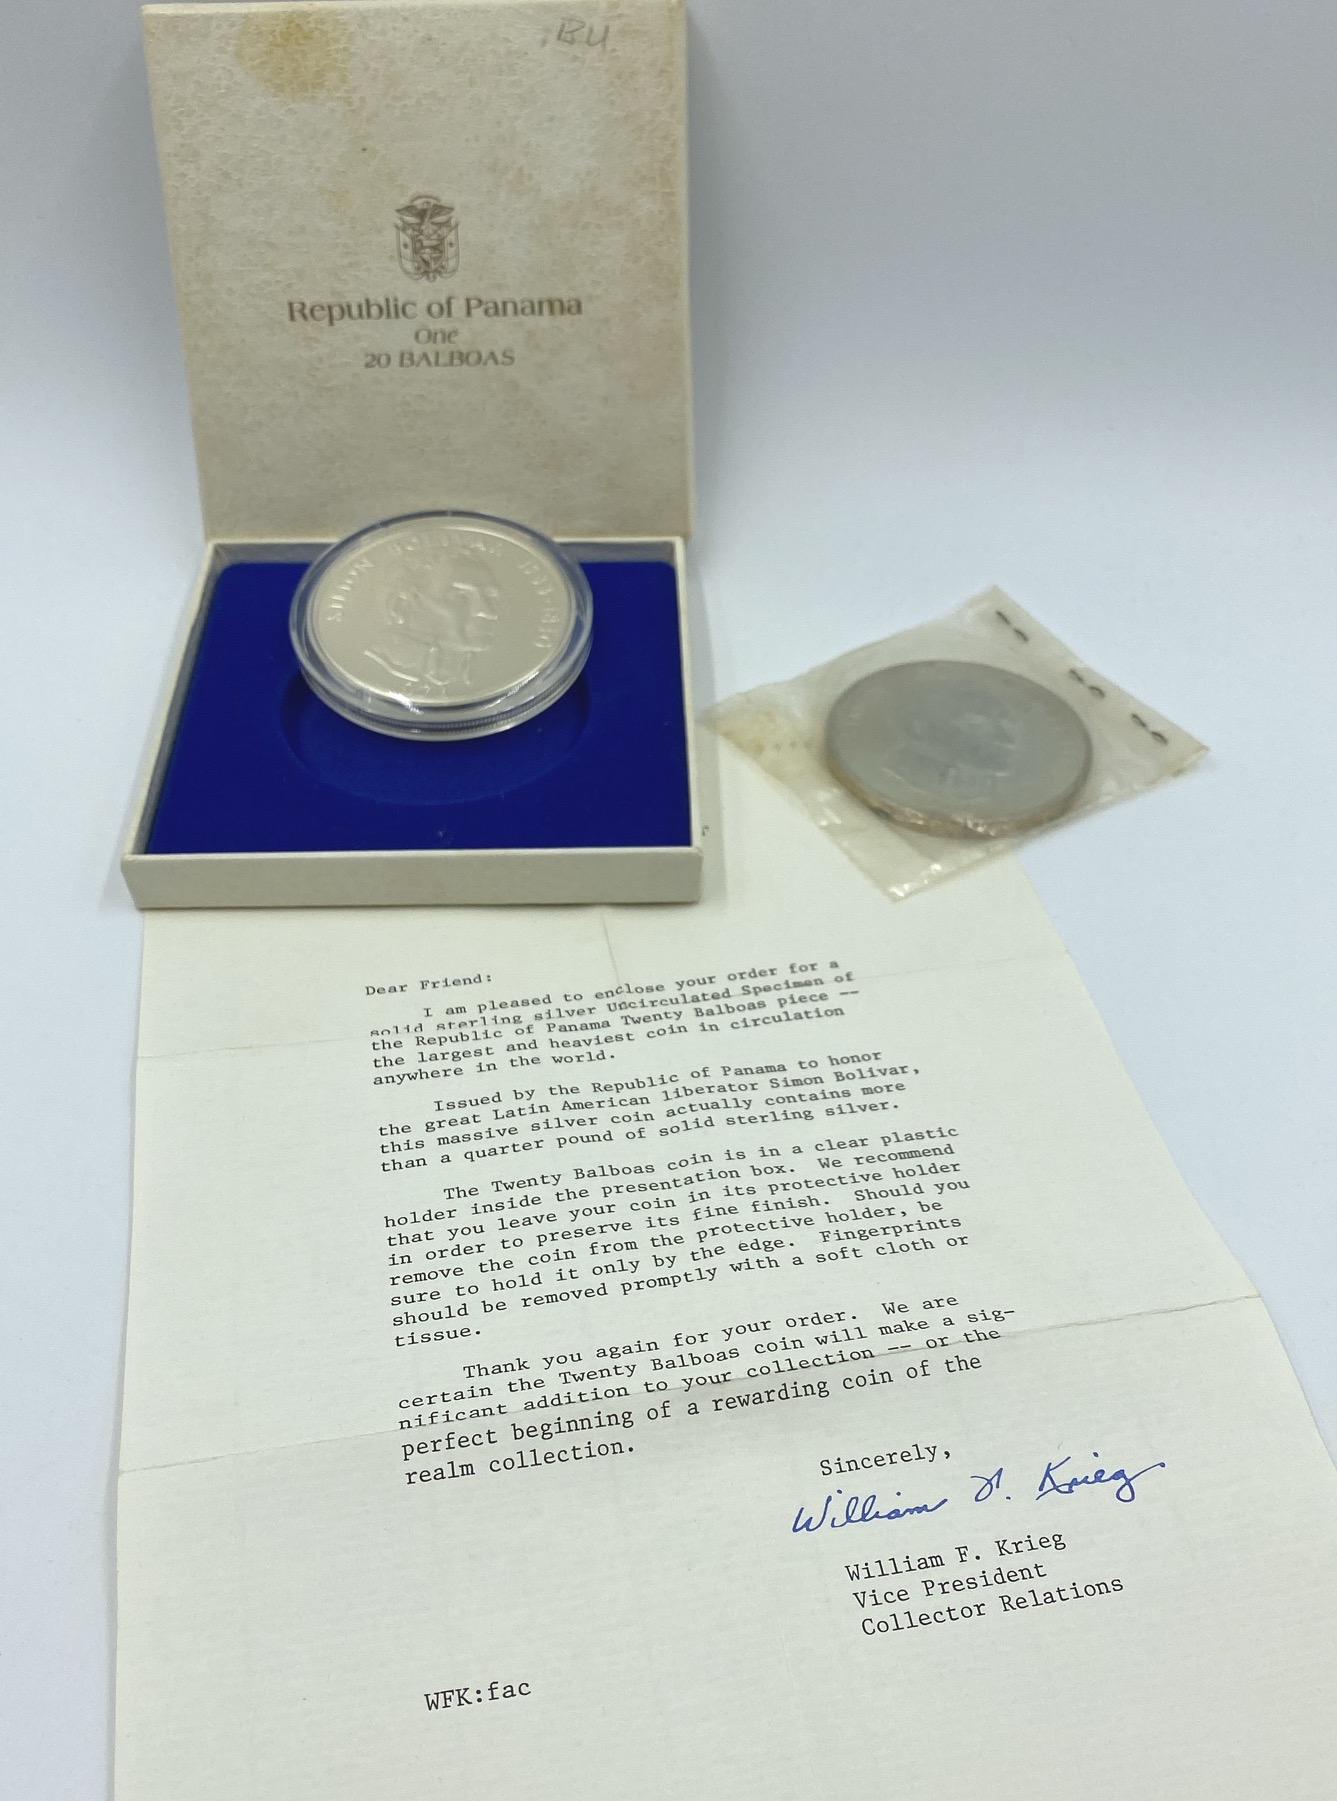 BU
Republic of Panama
One
20 BALBOAS
SIMON BOLIVAR 1783-1830
Dear Friend:
I am pleased to enclose your order for a
solid sterling silver Uncirculated Specimen of
the Republic of Panama Twenty Balboas piece --
the largest and heaviest coin in circulation
anywhere in the world.
Issued by the Republic of Panama to honor
the great Latin American liberator Simon Bolivar,
this massive silver coin actually contains more
than a quarter pound of solid sterling silver.
The Twenty Balboas coin is in a clear plastic
holder inside the presentation box. We recommend
that you leave your coin in its protective holder
in order to preserve its fine finish. Should you
remove the coin from the protective holder, be
sure to hold it only by the edge. Fingerprints
should be removed promptly with a soft cloth or
tissue.
Thank you again for your order. We are
certain the Twenty Balboas coin will make a sig-
nificant addition to your collection -- or the
perfect beginning of a rewarding coin of the
realm collection.
Sincerely,
William F. Krieg
William F. Krieg
Vice President
Collector Relations
WFK:fac